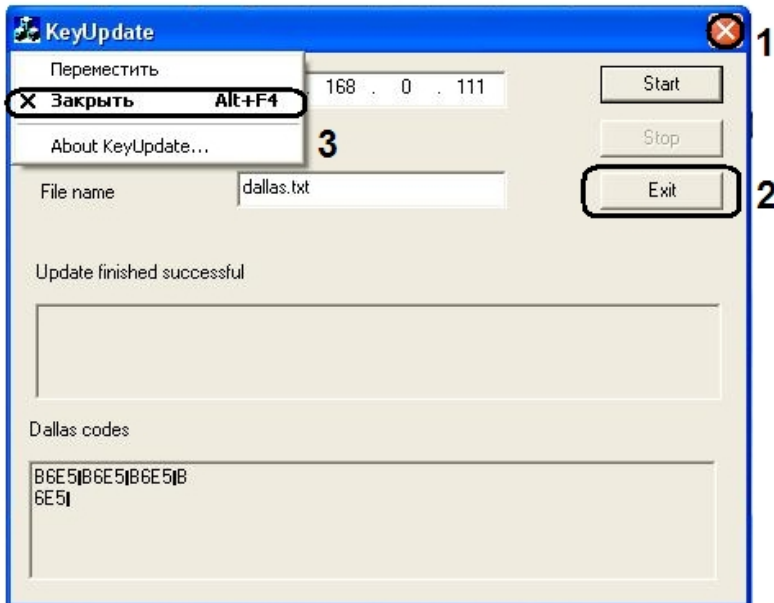 KeyUpdate
1
Переместить
168 . 0 . 111
Start
Закрыть Alt+F4
About KeyUpdate...
3
Stop
File name
dallas.txt
Exit
2
Update finished successful
Dallas codes
B6E5|B6E5|B6E5|B
6E5|